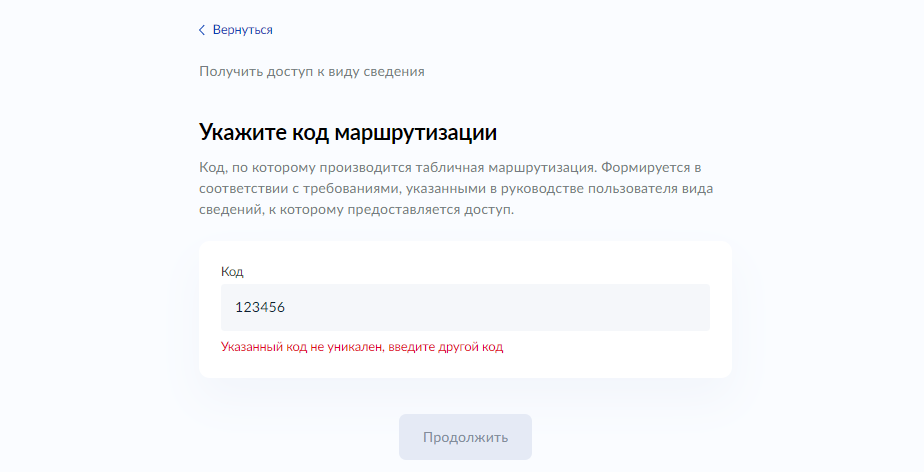 Вернуться
Получить доступ к виду сведения
Укажите код маршрутизации
Код, по которому производится табличная маршрутизация. Формируется в
соответствии с требованиями, указанными в руководстве пользователя вида
сведений, к которому предоставляется доступ.
Код
123456
Указанный код не уникален, введите другой код
Продолжить